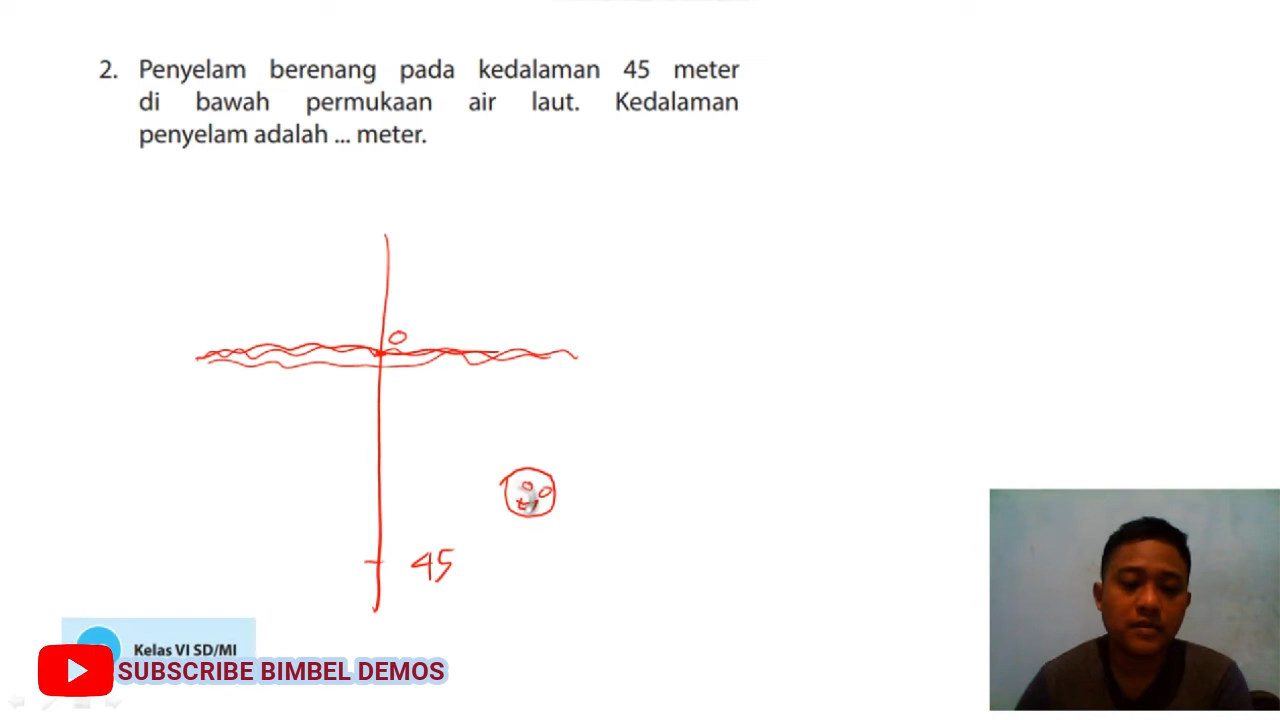 2. Penyelam berenang pada kedalaman 45 meter
di bawah permukaan air laut. Kedalaman
penyelam adalah ... meter.
0
45
Kelas VI SD/MI
SUBSCRIBE BIMBEL DEMOS